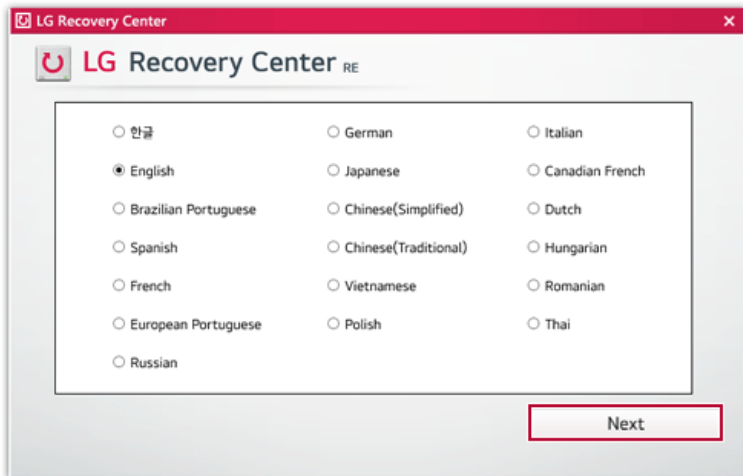 LG Recovery Center
LG Recovery Center RE
한글
German
Italian
English
Japanese
Canadian French
Brazilian Portuguese
Chinese(Simplified)
Dutch
Spanish
Chinese(Traditional)
Hungarian
French
Vietnamese
Romanian
European Portuguese
Polish
Thai
Russian
Next